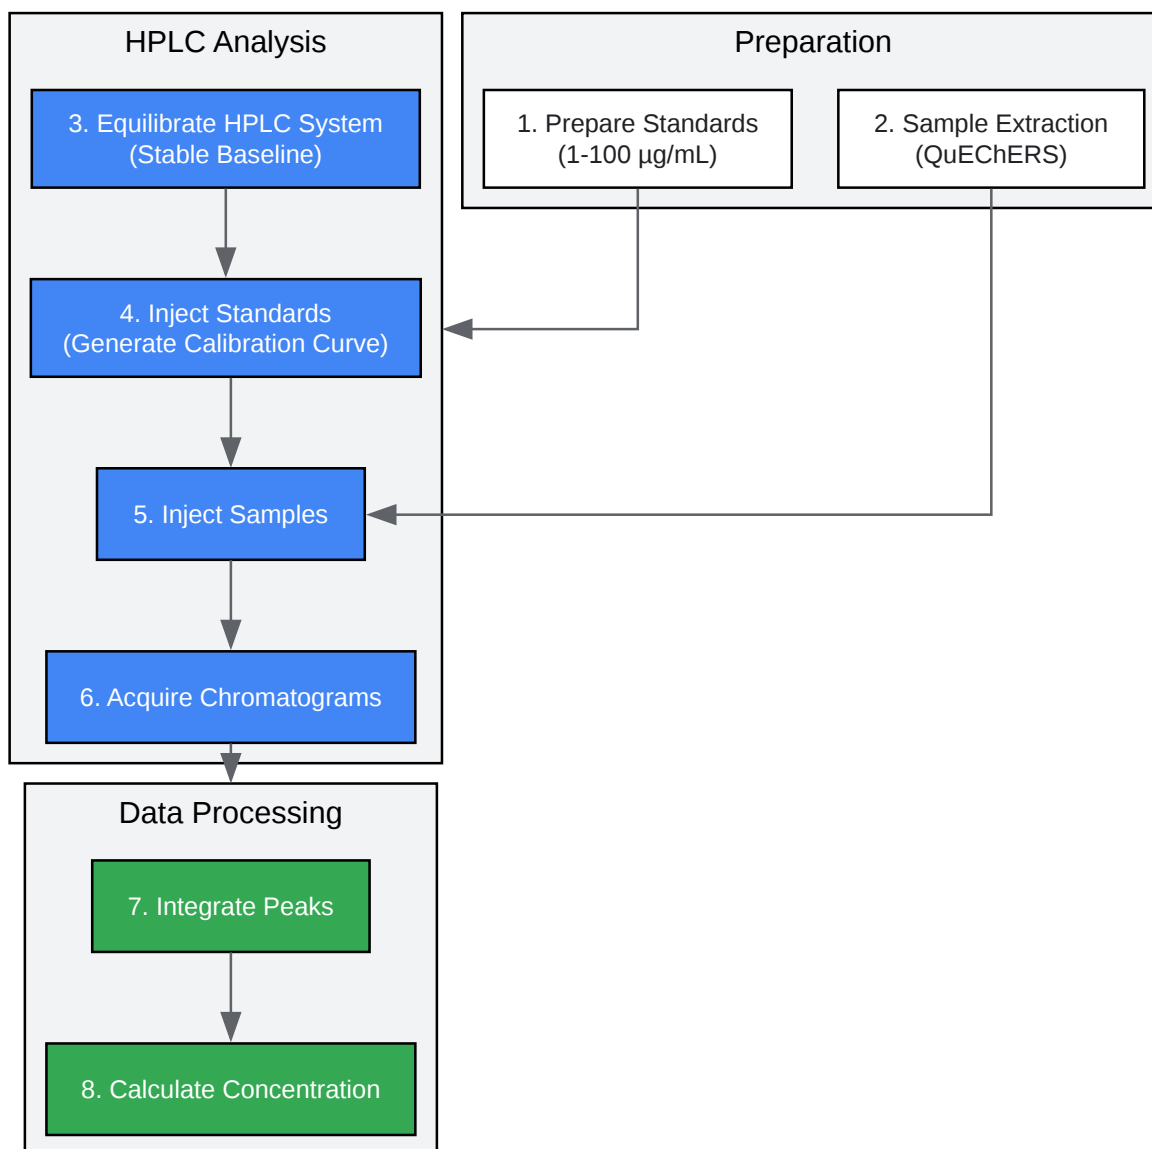 HPLC Analysis
3. Equilibrate HPLC System
(Stable Baseline)
4. Inject Standards
(Generate Calibration Curve)
5. Inject Samples
6. Acquire Chromatograms
Preparation
1. Prepare Standards
(1-100 µg/mL)
2. Sample Extraction
(QuEChERS)
Data Processing
7. Integrate Peaks
8. Calculate Concentration